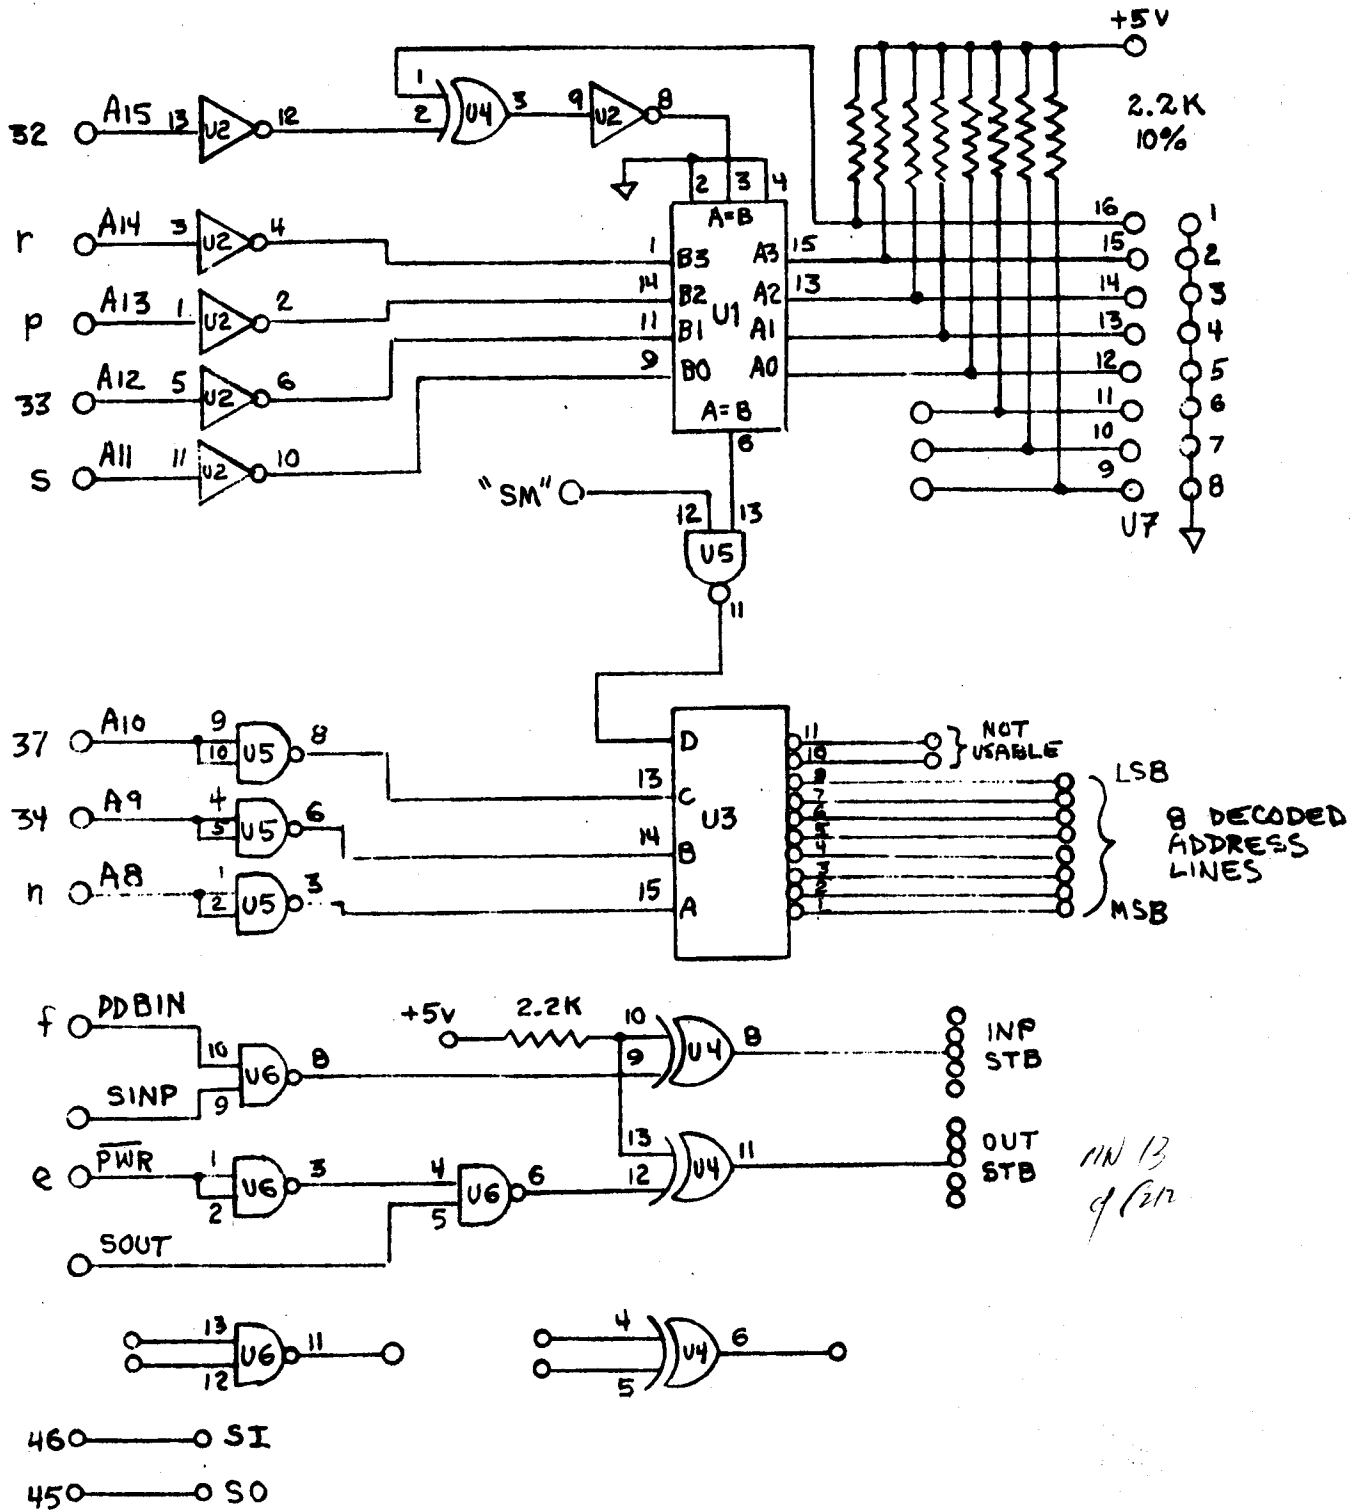 +5V
2.2K
10%
32 A15 13 U2 12
1 2 U4 3 9 U2 8
2 3 4
A=B
r A14 3 U2 4
p A13 1 U2 2
33 A12 5 U2 6
S A11 11 U2 10
1 B3 A3 15
14 B2 A2 13
U1
11 B1 A1
9 B0 A0
A=B
6
16 1
15 2
14 3
13 4
12 5
11 6
10 7
9 8
U7
"SM"
12 13
U5
11
37 A10 9 10 U5 8
34 A9 4 5 U5 6
n A8 1 2 U5 3
D
13 C
14 B
15 A
U3
11
10
NOT
USABLE
LSB
8 DECODED
ADDRESS
LINES
MSB
f PDBIN
10
9 U6 8
SINP
+5V 2.2K
10
9 U4 8
INP
STB
e PWR
1
2 U6 3
4
5 U6 6
SOUT
13
12 U4 11
OUT
STB
13
12 U6 11
4
5 U4 6
46 SI
45 SO